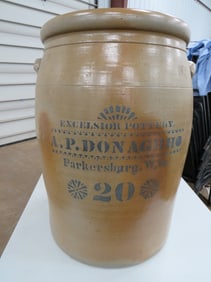 EXCELSIOR POTTERY
A. P. DONAGHHO
Parkersburg, W. Va.
20